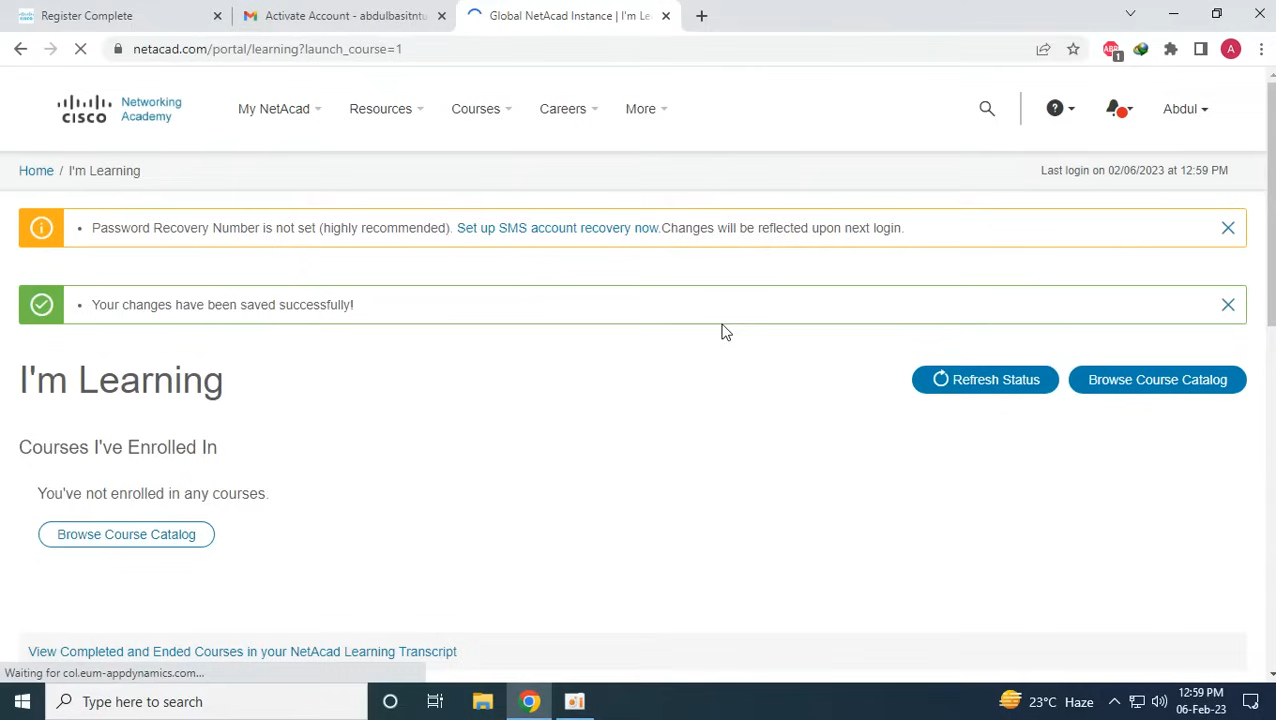 Register Complete
Activate Account - abdulbasitntu
Global NetAcad Instance | I'm Le
netacad.com/portal/learning?launch_course=1
ABP
1
A
cisco
Networking
Academy
My NetAcad
Resources
Courses
Careers
More
?
Abdul
Home / I'm Learning
Last login on 02/06/2023 at 12:59 PM
• Password Recovery Number is not set (highly recommended). Set up SMS account recovery now.Changes will be reflected upon next login.
• Your changes have been saved successfully!
I'm Learning
Refresh Status
Browse Course Catalog
Courses I've Enrolled In
You've not enrolled in any courses.
Browse Course Catalog
View Completed and Ended Courses in your NetAcad Learning Transcript
Waiting for col.eum-appdynamics.com...
Type here to search
23°C Haze
12:59 PM
06-Feb-23